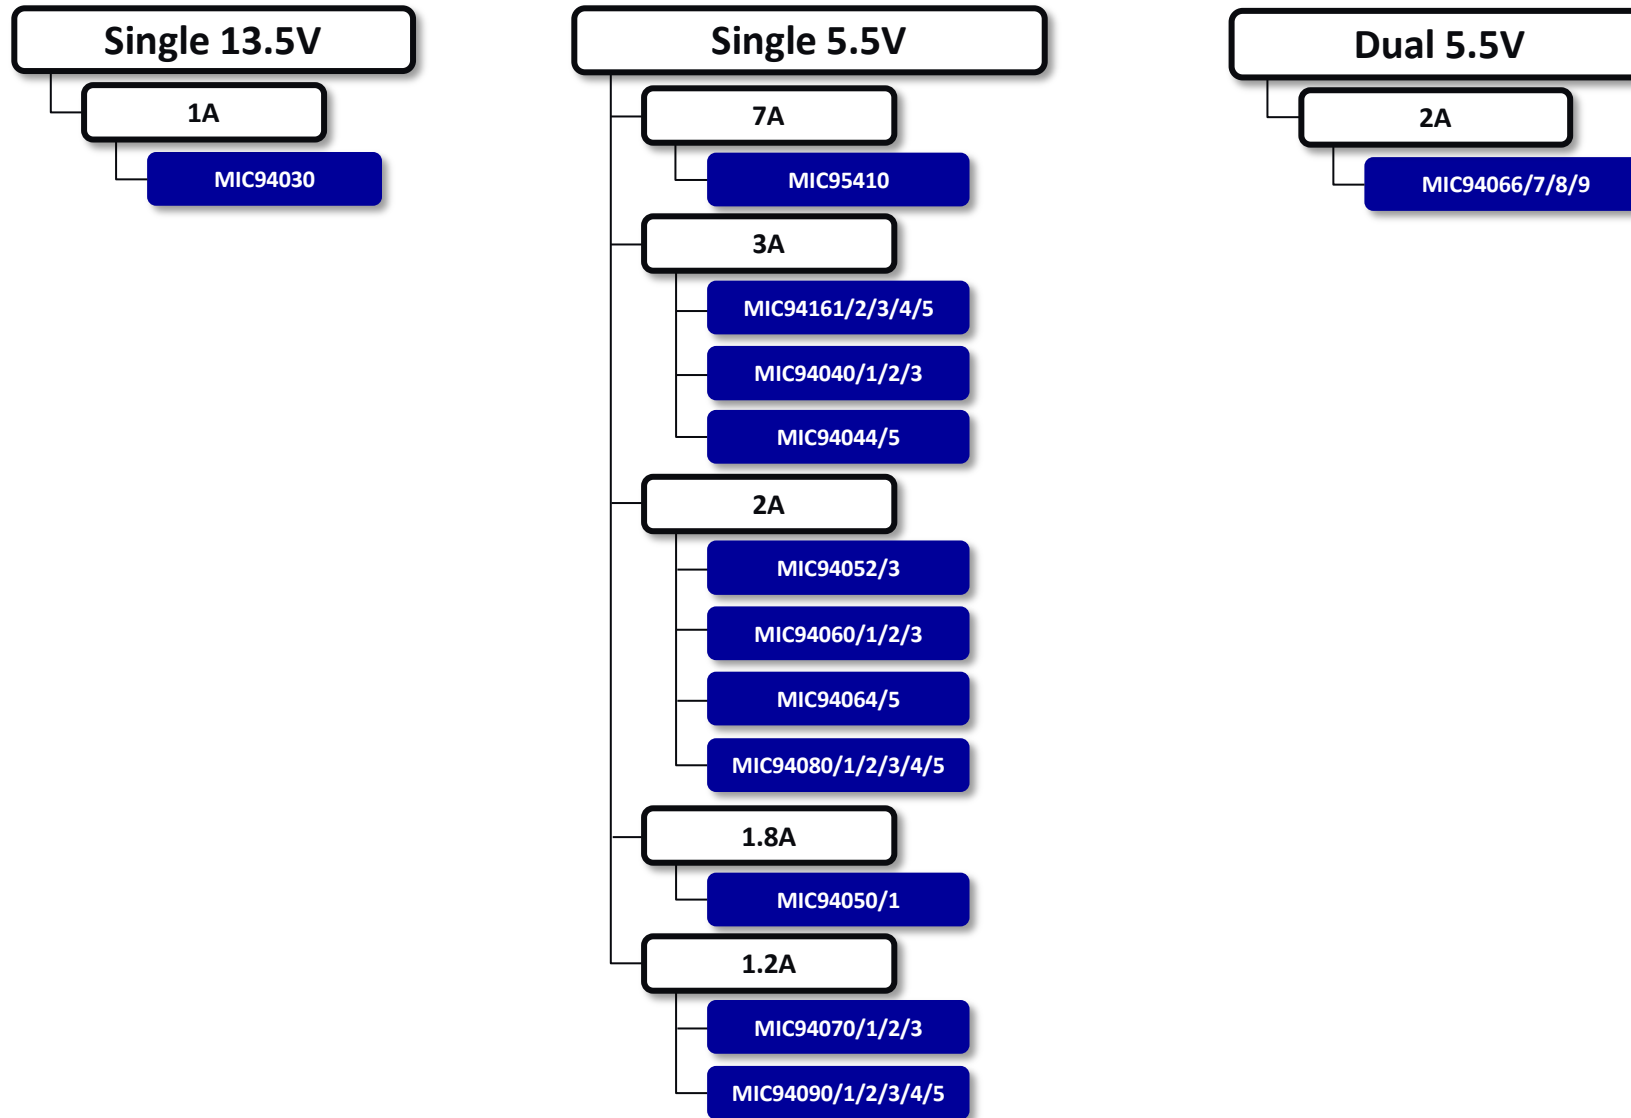 Single 13.5V
1A
MIC94030
Single 5.5V
7A
MIC95410
3A
MIC94161/2/3/4/5
MIC94040/1/2/3
MIC94044/5
2A
MIC94052/3
MIC94060/1/2/3
MIC94064/5
MIC94080/1/2/3/4/5
1.8A
MIC94050/1
1.2A
MIC94070/1/2/3
MIC94090/1/2/3/4/5
Dual 5.5V
2A
MIC94066/7/8/9